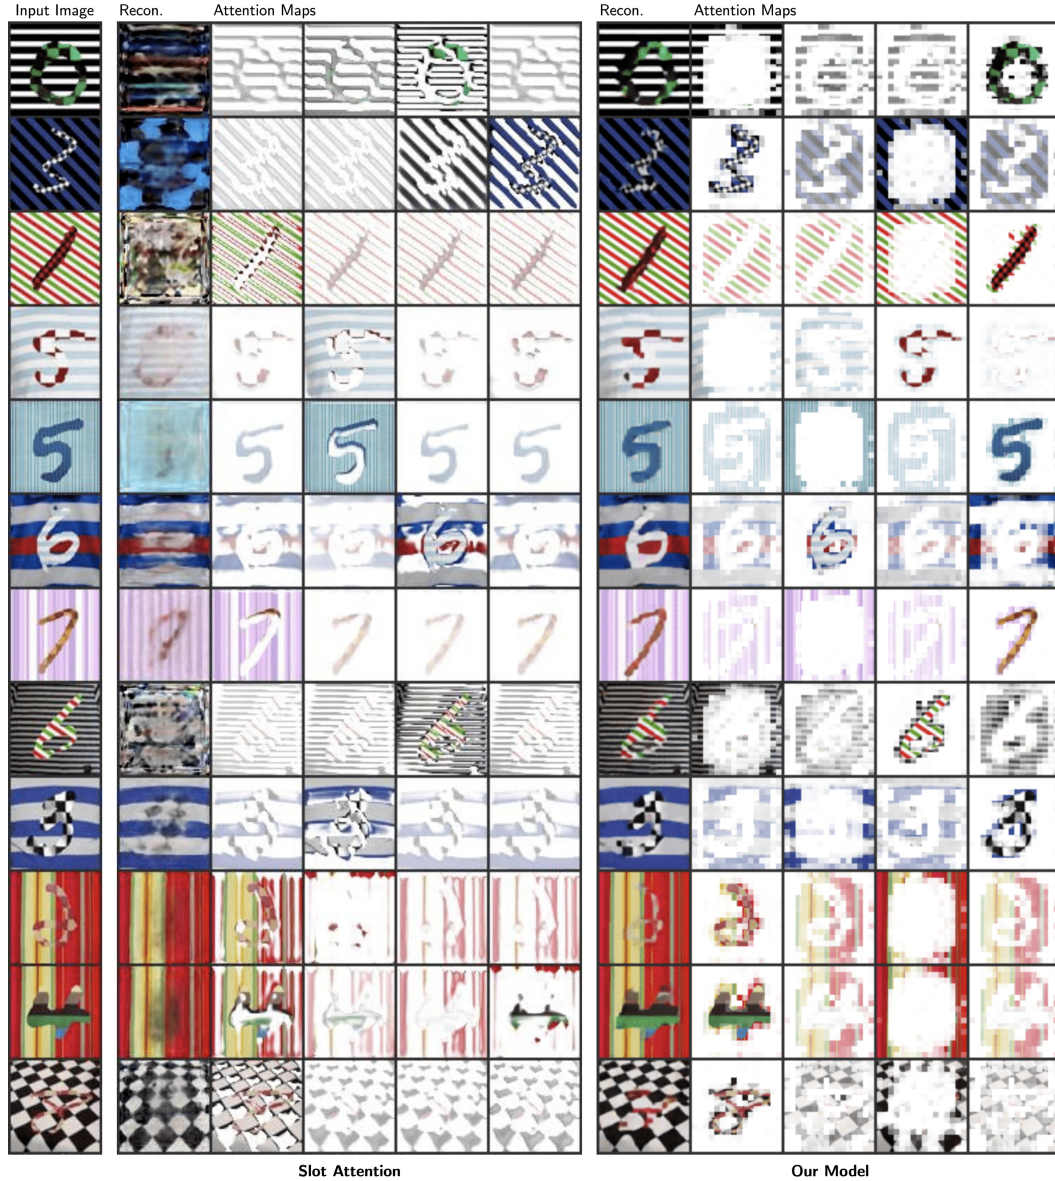 Input Image Recon. Attention Maps Recon. Attention Maps
Slot Attention Our Model